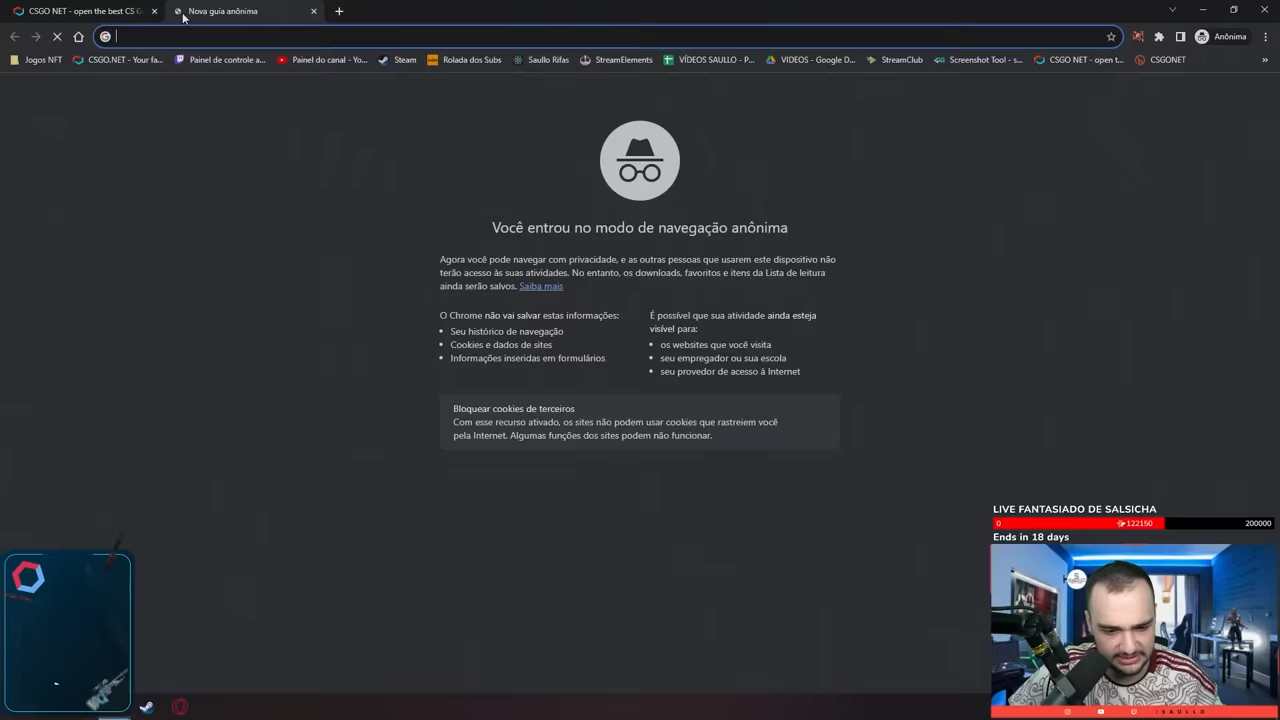 CSGO NET - open the best CS G
Nova guia anônima
Anônima
Jogos NFT
CSGO.NET - Your fa...
Painel de controle a...
Painel do canal - Yo...
Steam
Rolada dos Subs
Saullo Rifas
StreamElements
VÍDEOS SAULLO - P...
VIDEOS - Google D...
StreamClub
Screenshot Tool - s...
CSGO NET - open t...
CSGONET
»
Você entrou no modo de navegação anônima
Agora você pode navegar com privacidade, e as outras pessoas que usarem este dispositivo não
terão acesso às suas atividades. No entanto, os downloads, favoritos e itens da Lista de leitura
ainda serão salvos. Saiba mais
O Chrome não vai salvar estas informações:
• Seu histórico de navegação
• Cookies e dados de sites
• Informações inseridas em formulários
É possível que sua atividade ainda esteja
visível para:
• os websites que você visita
• seu empregador ou sua escola
• seu provedor de acesso à Internet
Bloquear cookies de terceiros
Com esse recurso ativado, os sites não podem usar cookies que rastreiem você
pela Internet. Algumas funções dos sites podem não funcionar.
LIVE FANTASIADO DE SALSICHA
0 122150 200000
Ends in 18 days
SAULLO